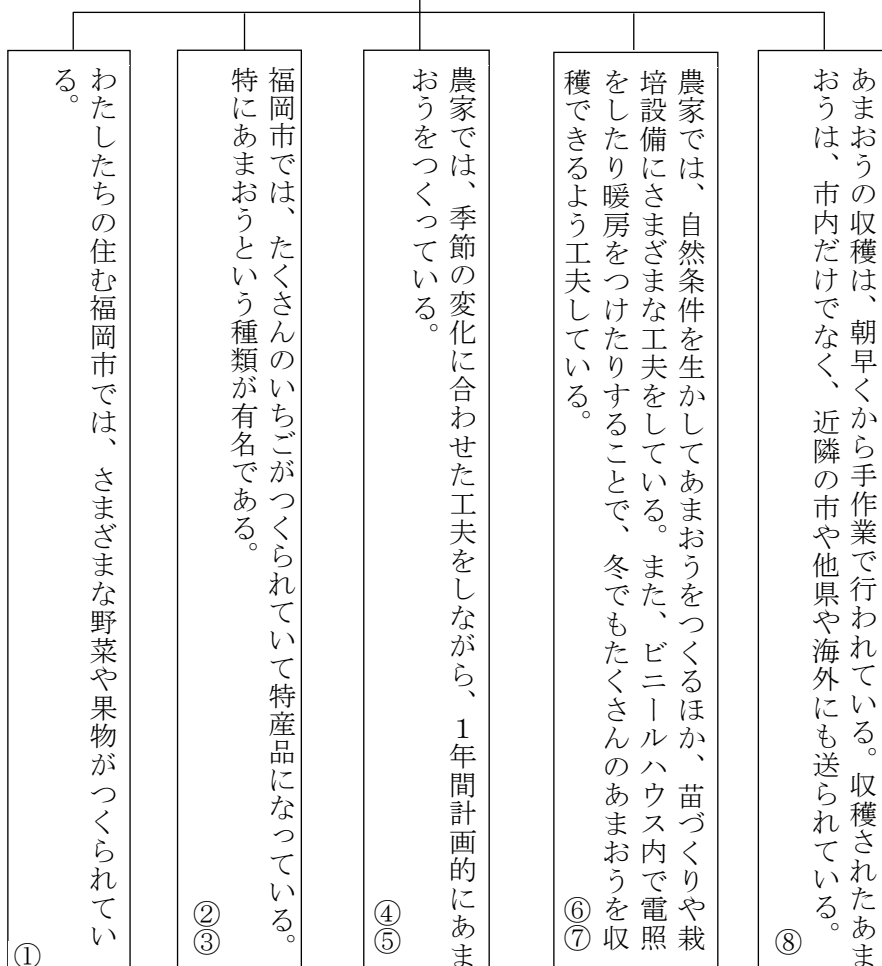 あまおうの収穫は、朝早くから手作業で行われている。収穫されたあま
おうは、市内だけでなく、近隣の市や他県や海外にも送られている。
⑧
農家では、自然条件を生かしてあまおうをつくるほか、苗づくりや栽
培設備にさまざまな工夫をしている。また、ビニールハウス内で電照
をしたり暖房をつけたりすることで、冬でもたくさんのあまおうを収
穫できるよう工夫している。
⑥⑦
農家では、季節の変化に合わせた工夫をしながら、1年間計画的にあま
おうをつくっている。
④⑤
福岡市では、たくさんのいちごがつくられていて特産品になっている。
特にあまおうという種類が有名である。
②③
わたしたちの住む福岡市では、さまざまな野菜や果物がつくられてい
る。
①